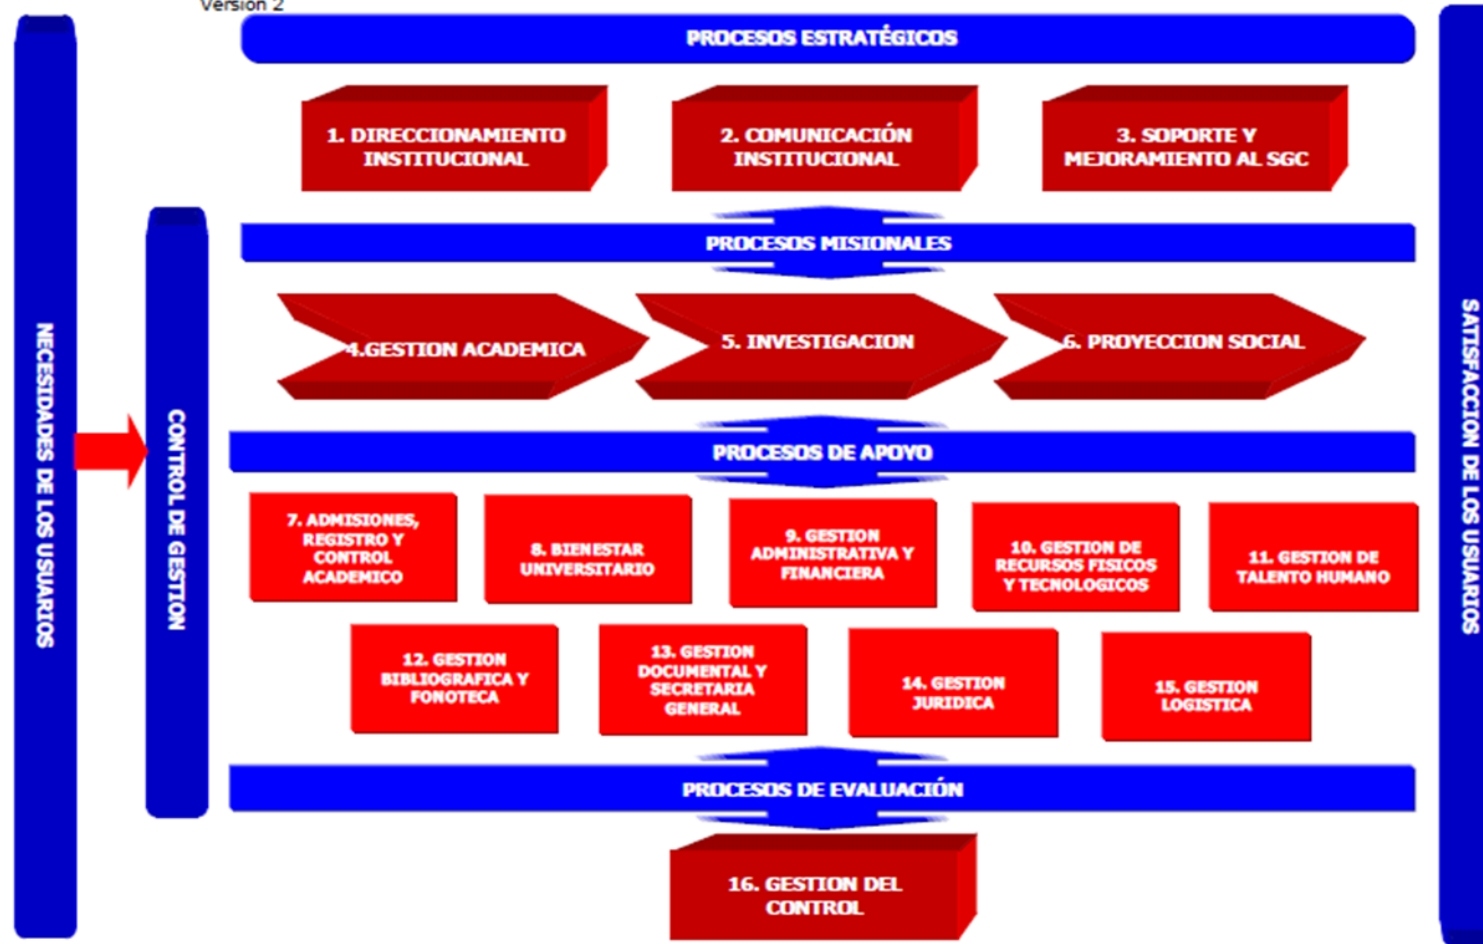 Versión 2
PROCESOS ESTRATÉGICOS
1. DIRECCIONAMIENTO
INSTITUCIONAL
2. COMUNICACIÓN
INSTITUCIONAL
3. SOPORTE Y
MEJORAMIENTO AL SGC
PROCESOS MISIONALES
4.GESTION ACADEMICA
5. INVESTIGACION
6. PROYECCION SOCIAL
NECESIDADES DE LOS USUARIOS
CONTROL DE GESTION
SATISFACCION DE LOS USUARIOS
PROCESOS DE APOYO
7. ADMISIONES,
REGISTRO Y
CONTROL
ACADEMICO
8. BIENESTAR
UNIVERSITARIO
9. GESTION
ADMINISTRATIVA Y
FINANCIERA
10. GESTION DE
RECURSOS FISICOS
Y TECNOLOGICOS
11. GESTION DE
TALENTO HUMANO
12. GESTION
BIBLIOGRAFICA Y
FONOTECA
13. GESTION
DOCUMENTAL Y
SECRETARIA
GENERAL
14. GESTION
JURIDICA
15. GESTION
LOGISTICA
PROCESOS DE EVALUACIÓN
16. GESTION DEL
CONTROL